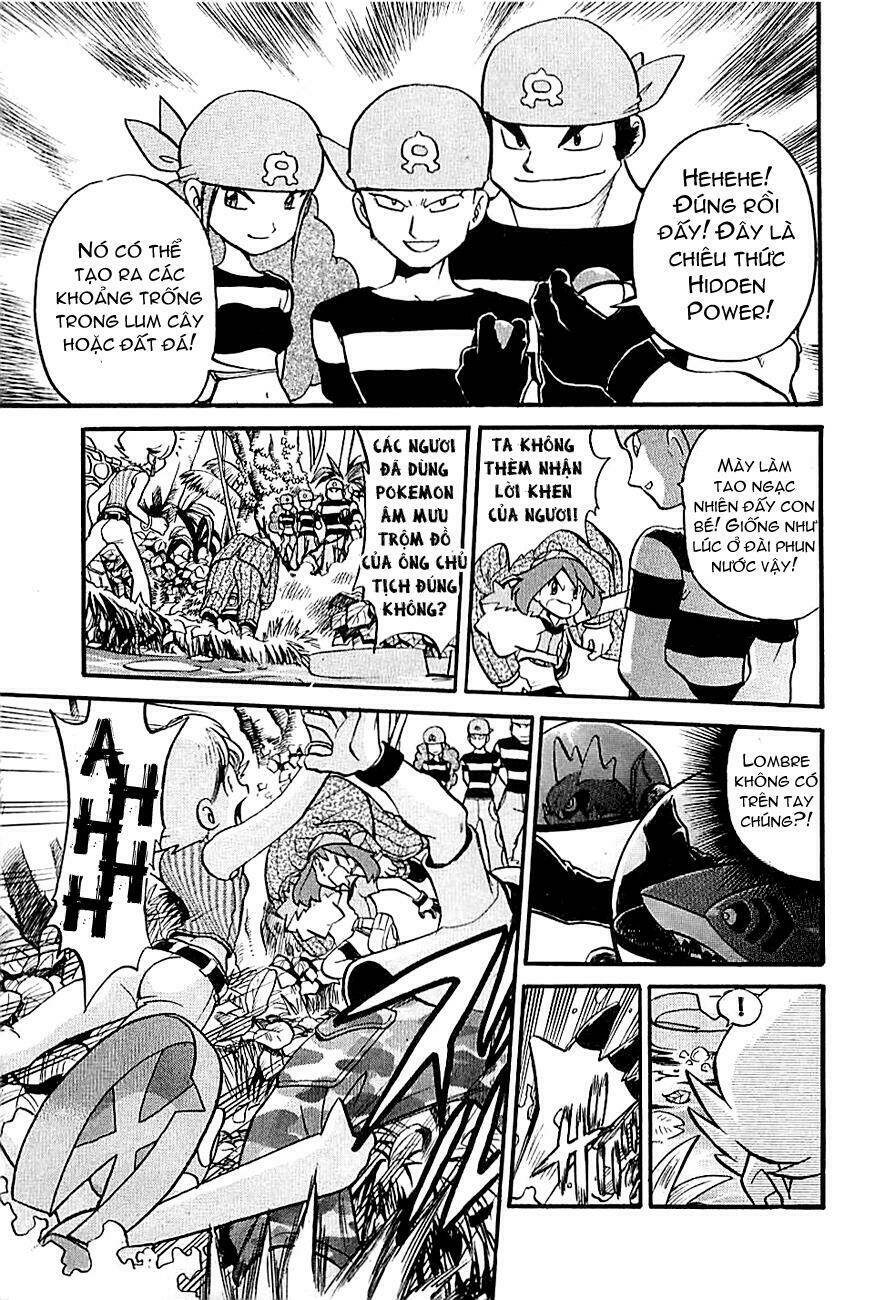 Hehehe!
Đúng rồi
đấy! Đây là
chiêu thức
Hidden
Power!
Nó có thể
tạo ra các
khoảng trống
trong lum cây
hoặc đất đá!
Mày làm
tao ngạc
nhiên đấy con
bé! Giống như
lúc ở đài phun
nước vậy!
Ta không
thèm nhận
lời khen
của ngươi!
Các ngươi
đã dùng
Pokemon
âm mưu
trộm đồ
của ông chủ
tịch đúng
không?
Lombre
không có
trên tay
chúng?!
!
AHHHH